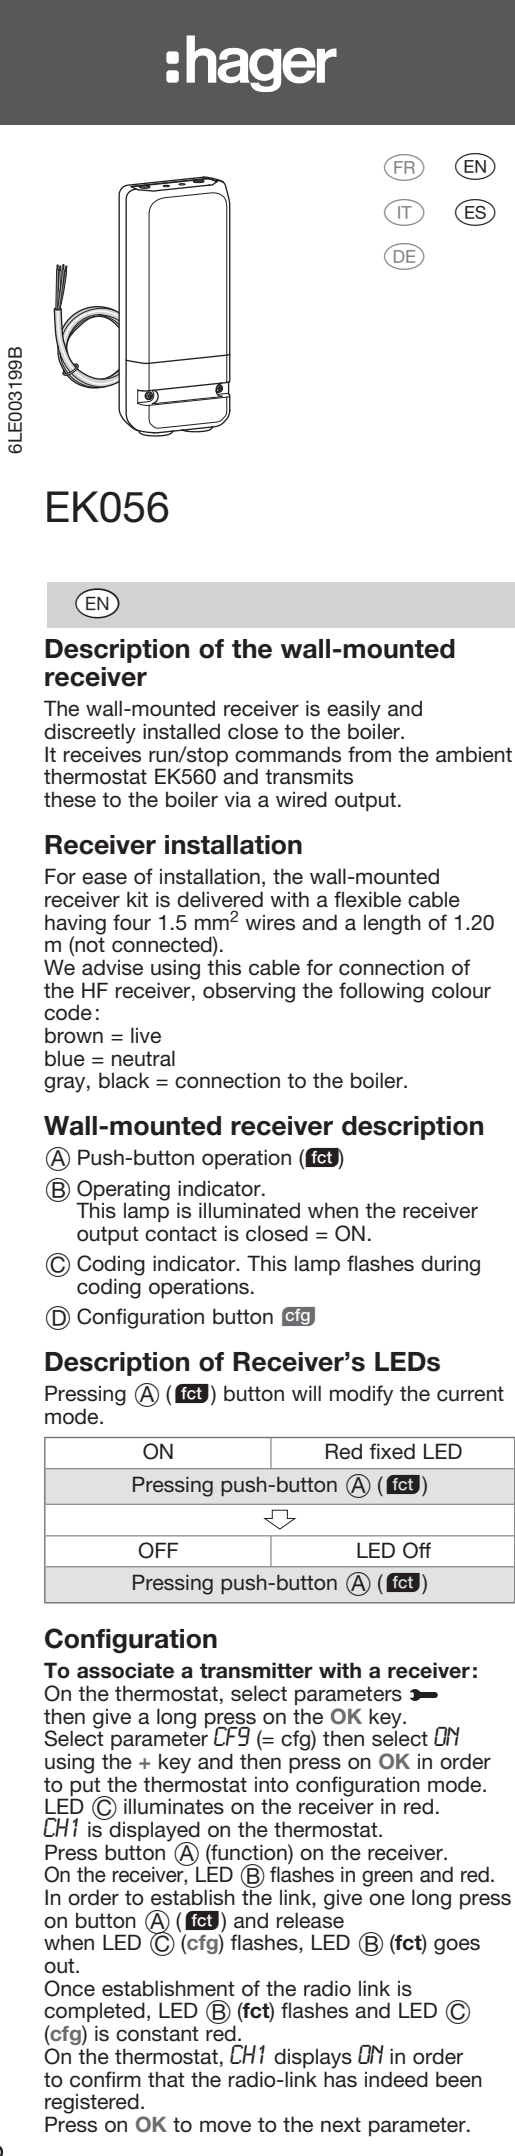 :hager
FR EN
IT ES
DE
6LE003199B
EK056
EN
Description of the wall-mounted
receiver
The wall-mounted receiver is easily and
discreetly installed close to the boiler.
It receives run/stop commands from the ambient
thermostat EK560 and transmits
these to the boiler via a wired output.
Receiver installation
For ease of installation, the wall-mounted
receiver kit is delivered with a flexible cable
having four 1.5 mm² wires and a length of 1.20
m (not connected).
We advise using this cable for connection of
the HF receiver, observing the following colour
code:
brown = live
blue = neutral
gray, black = connection to the boiler.
Wall-mounted receiver description
Ⓐ Push-button operation (fct)
Ⓑ Operating indicator.
This lamp is illuminated when the receiver
output contact is closed = ON.
Ⓒ Coding indicator. This lamp flashes during
coding operations.
Ⓓ Configuration button cfg
Description of Receiver's LEDs
Pressing Ⓐ (fct) button will modify the current
mode.
ON Red fixed LED
Pressing push-button Ⓐ (fct)
OFF LED Off
Pressing push-button Ⓐ (fct)
Configuration
To associate a transmitter with a receiver:
On the thermostat, select parameters
then give a long press on the OK key.
Select parameter CF9 (= cfg) then select ON
using the + key and then press on OK in order
to put the thermostat into configuration mode.
LED Ⓒ illuminates on the receiver in red.
CH1 is displayed on the thermostat.
Press button Ⓐ (function) on the receiver.
On the receiver, LED Ⓑ flashes in green and red.
In order to establish the link, give one long press
on button Ⓐ (fct) and release
when LED Ⓒ (cfg) flashes, LED Ⓑ (fct) goes
out.
Once establishment of the radio link is
completed, LED Ⓑ (fct) flashes and LED Ⓒ
(cfg) is constant red.
On the thermostat, CH1 displays ON in order
to confirm that the radio-link has indeed been
registered.
Press on OK to move to the next parameter.